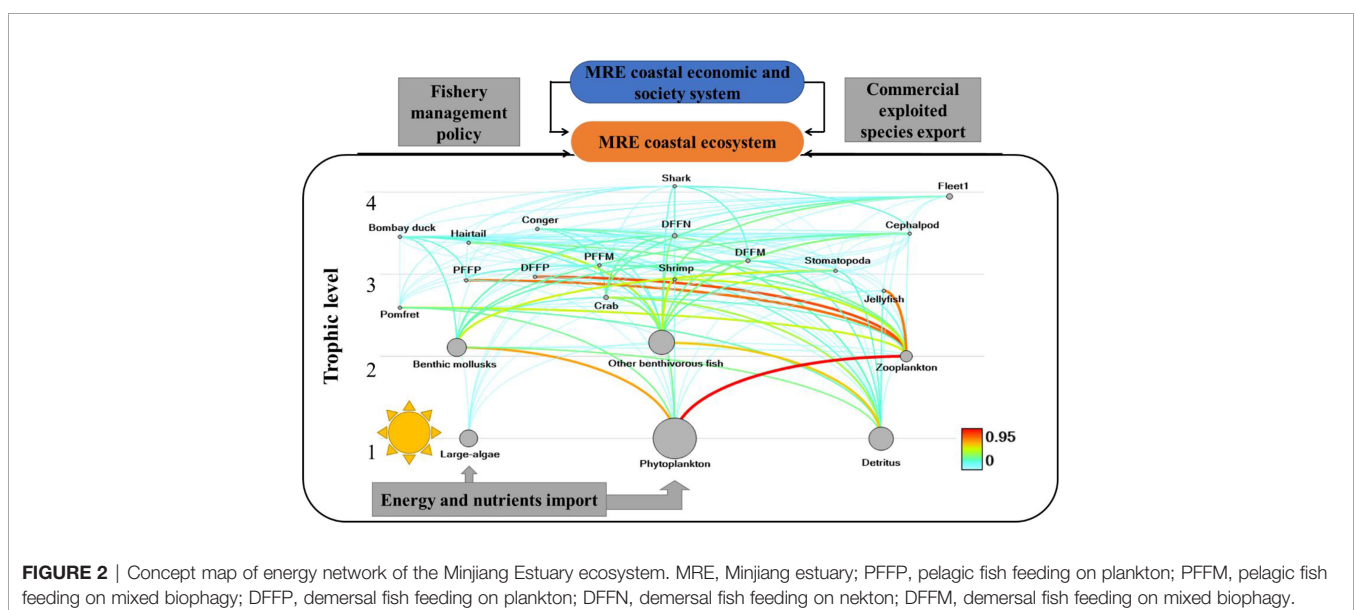 MRE coastal economic and
society system
Fishery
management
policy
Commercial
exploited
species export
MRE coastal ecosystem
Trophic level
4
3
2
1
Shark
Fleet1
Bombay duck
Hairtail
Conger
DFFN
Cephalpod
PFFP
DFFP
PFFM
Shrimp
DFFM
Stomatopoda
Pomfret
Crab
Jellyfish
Benthic mollusks
Other benthivorous fish
Zooplankton
Large-algae
Phytoplankton
Detritus
0.95
0
Energy and nutrients import
FIGURE 2 | Concept map of energy network of the Minjiang Estuary ecosystem. MRE, Minjiang estuary; PFFP, pelagic fish feeding on plankton; PFFM, pelagic fish
feeding on mixed biophagy; DFFP, demersal fish feeding on plankton; DFFN, demersal fish feeding on nekton; DFFM, demersal fish feeding on mixed biophagy.